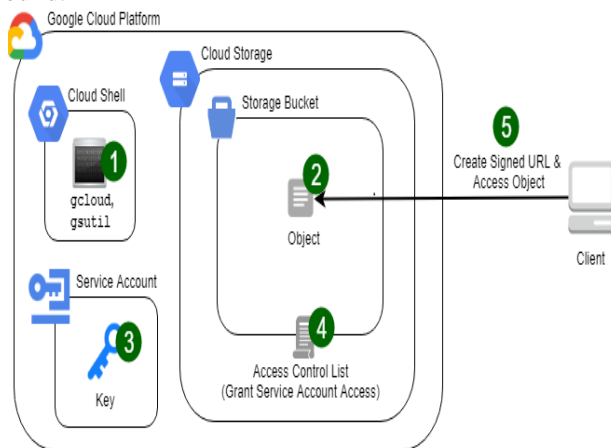 Google Cloud Platform
Cloud Storage
Cloud Shell
Storage Bucket
1
gcloud,
gsutil
2
Object
5
Create Signed URL &
Access Object
Client
Service Account
3
Key
4
Access Control List
(Grant Service Account Access)